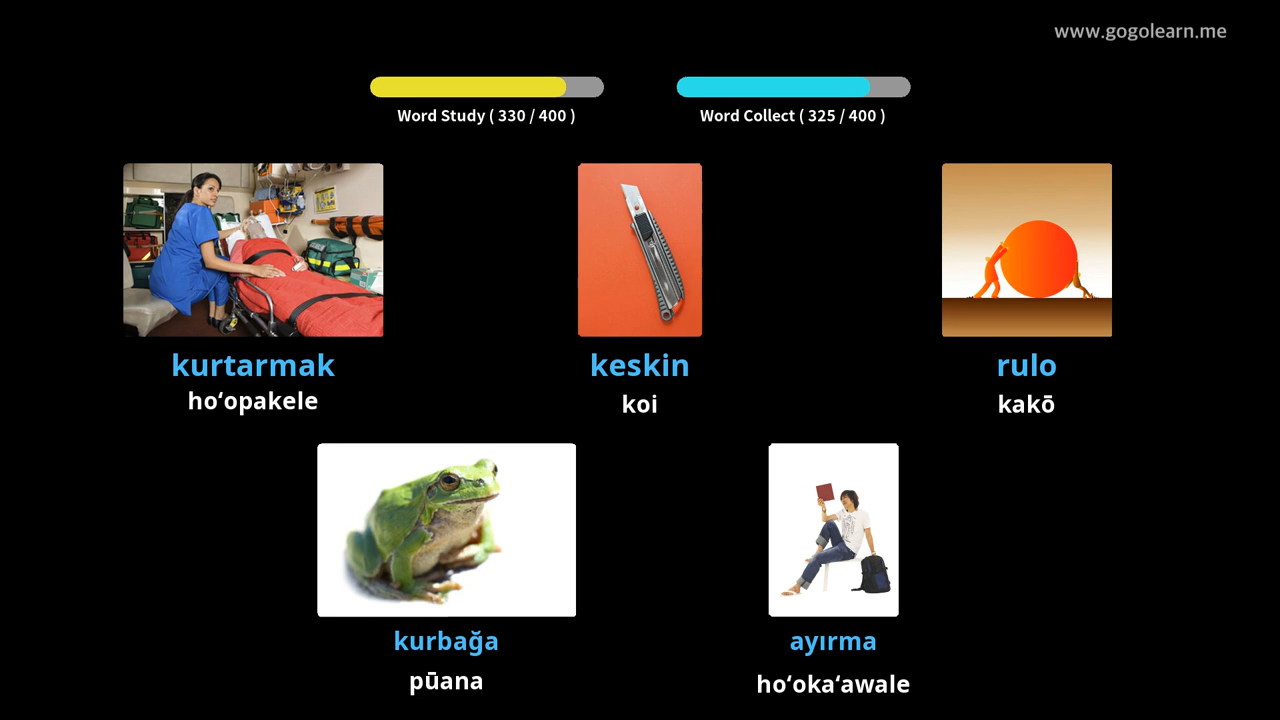 www.gogolearn.me
Word Study ( 330 / 400 )
Word Collect ( 325 / 400 )
kurtarmak
keskin
rulo
hoʻopakele
koi
kakō
kurbağa
ayırma
pūana
hoʻokaʻawale